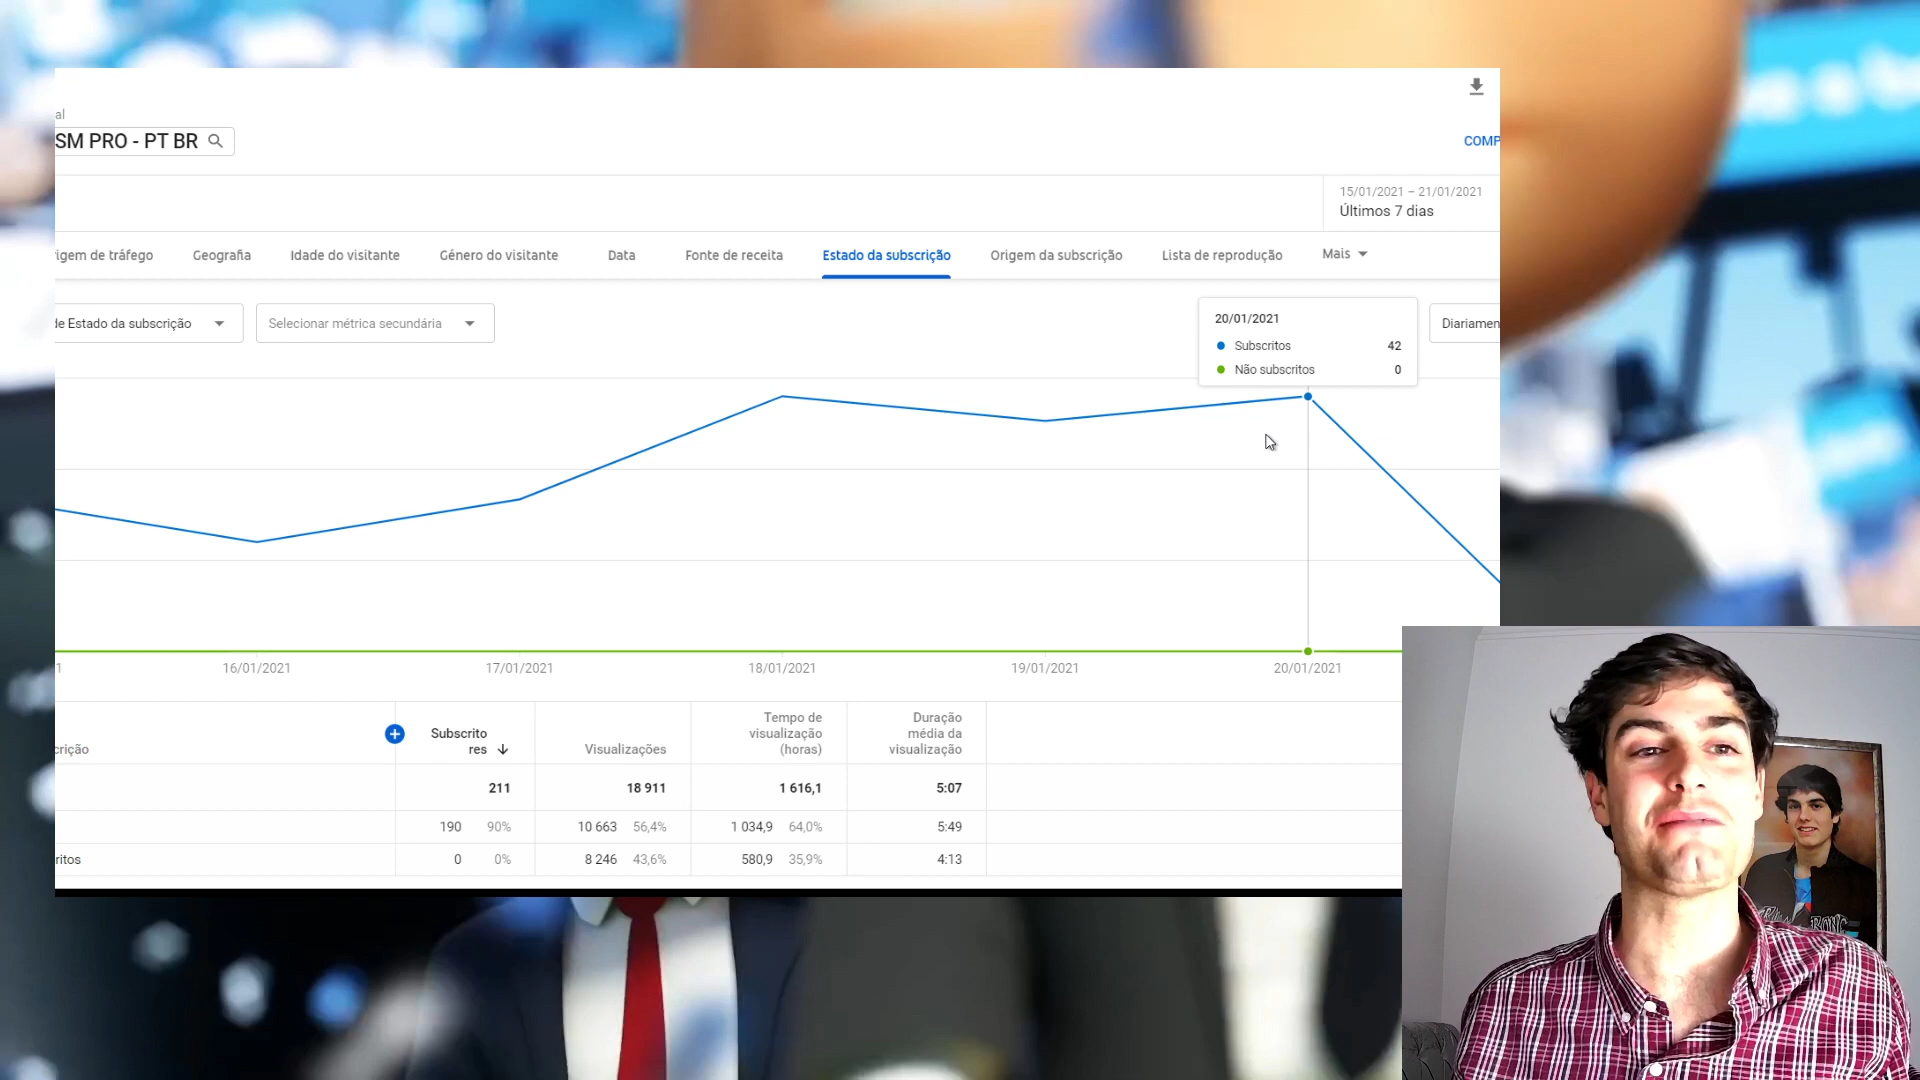 al
SM PRO - PT BR
COMP
15/01/2021 – 21/01/2021
Últimos 7 dias
rigem de tráfego Geografia Idade do visitante Género do visitante Data Fonte de receita Estado da subscrição Origem da subscrição Lista de reprodução Mais
de Estado da subscrição Selecionar métrica secundária Diariamen
20/01/2021
Subscritos 42
Não subscritos 0
1 16/01/2021 17/01/2021 18/01/2021 19/01/2021 20/01/2021
crição Subscrito
res Visualizações Tempo de
visualização
(horas) Duração
média da
visualização
211 18 911 1 616,1 5:07
190 90% 10 663 56,4% 1 034,9 64,0% 5:49
ritos 0 0% 8 246 43,6% 580,9 35,9% 4:13